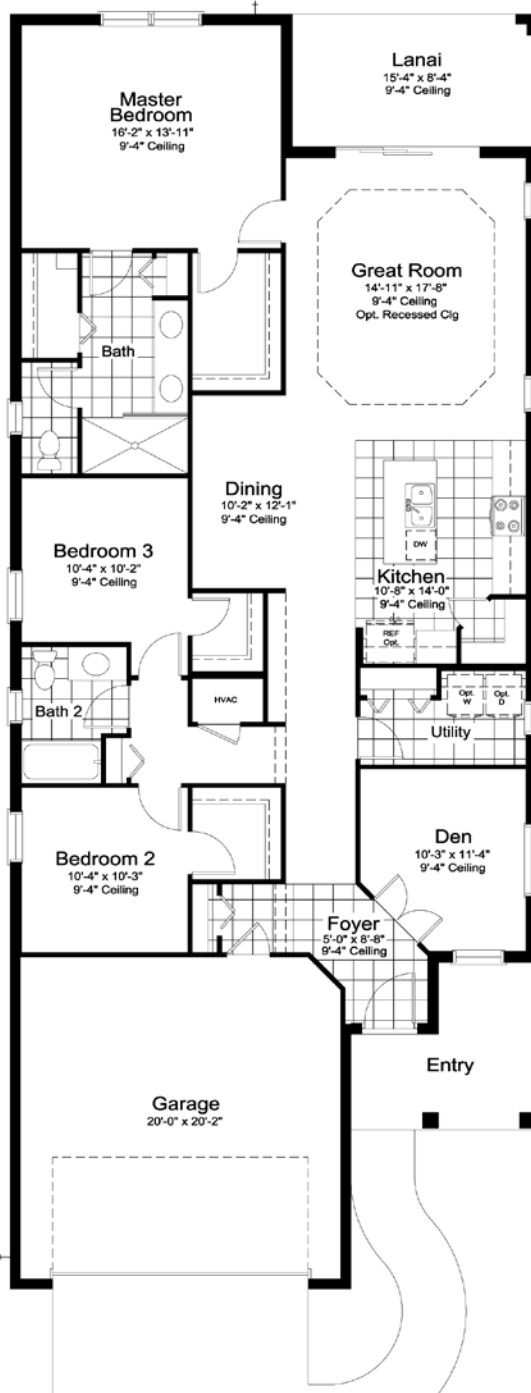 Lanai
15'-4" x 8'-4"
9'-4" Ceiling
Master
Bedroom
16'-2" x 13'-11"
9'-4" Ceiling
Great Room
14'-11" x 17'-8"
9'-4" Ceiling
Opt. Recessed Clg
Bath
Dining
10'-2" x 12'-1"
9'-4" Ceiling
DW
Bedroom 3
10'-4" x 10'-2"
9'-4" Ceiling
Kitchen
10'-8" x 14'-0"
9'-4" Ceiling
REF
Opt.
HVAC
Bath 2
Opt.
W
Opt.
D
Utility
Bedroom 2
10'-4" x 10'-3"
9'-4" Ceiling
Den
10'-3" x 11'-4"
9'-4" Ceiling
Foyer
5'-0" x 8'-8"
9'-4" Ceiling
Entry
Garage
20'-0" x 20'-2"